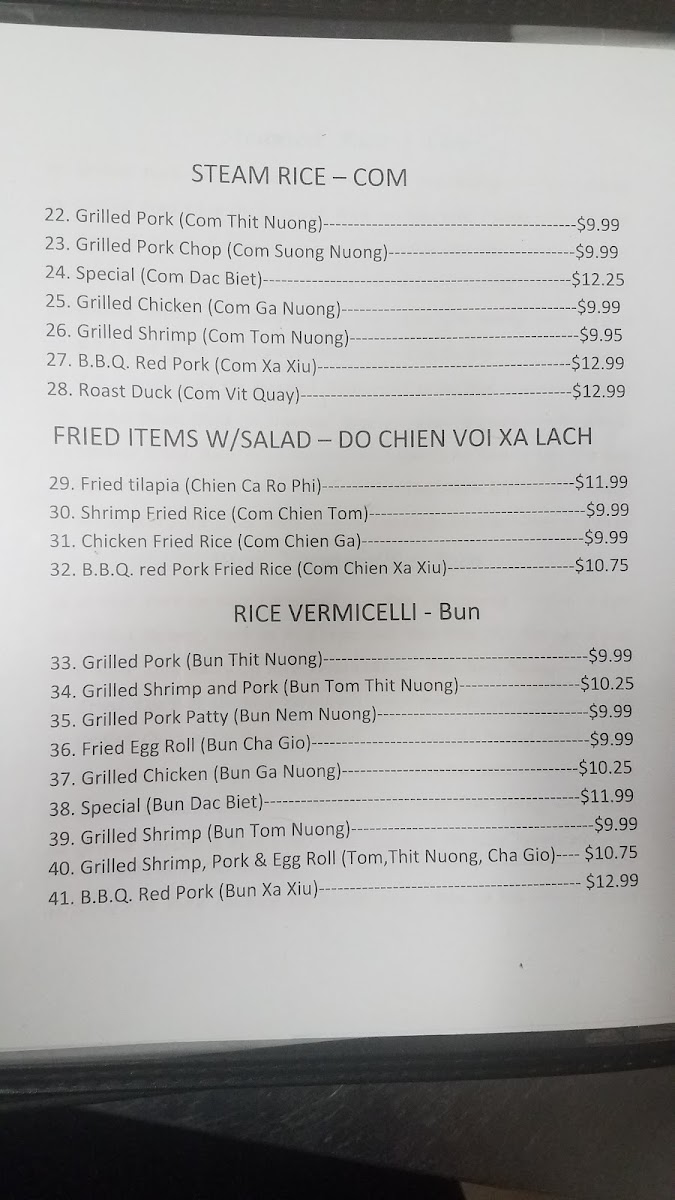 STEAM RICE – COM
22. Grilled Pork (Com Thit Nuong)------------------------------------------$9.99
23. Grilled Pork Chop (Com Suong Nuong)-------------------------------$9.99
24. Special (Com Dac Biet)---------------------------------------------------$12.25
25. Grilled Chicken (Com Ga Nuong)---------------------------------------$9.99
26. Grilled Shrimp (Com Tom Nuong)--------------------------------------$9.95
27. B.B.Q. Red Pork (Com Xa Xiu)------------------------------------------$12.99
28. Roast Duck (Com Vit Quay)---------------------------------------------$12.99
FRIED ITEMS W/SALAD – DO CHIEN VOI XA LACH
29. Fried tilapia (Chien Ca Ro Phi)------------------------------------------$11.99
30. Shrimp Fried Rice (Com Chien Tom)------------------------------------$9.99
31. Chicken Fried Rice (Com Chien Ga)-------------------------------------$9.99
32. B.B.Q. red Pork Fried Rice (Com Chien Xa Xiu)---------------------$10.75
RICE VERMICELLI - Bun
33. Grilled Pork (Bun Thit Nuong)--------------------------------------------$9.99
34. Grilled Shrimp and Pork (Bun Tom Thit Nuong)--------------------$10.25
35. Grilled Pork Patty (Bun Nem Nuong)-----------------------------------$9.99
36. Fried Egg Roll (Bun Cha Gio)----------------------------------------------$9.99
37. Grilled Chicken (Bun Ga Nuong)---------------------------------------$10.25
38. Special (Bun Dac Biet)----------------------------------------------------$11.99
39. Grilled Shrimp (Bun Tom Nuong)----------------------------------------$9.99
40. Grilled Shrimp, Pork & Egg Roll (Tom,Thit Nuong, Cha Gio)---- $10.75
41. B.B.Q. Red Pork (Bun Xa Xiu)------------------------------------------- $12.99